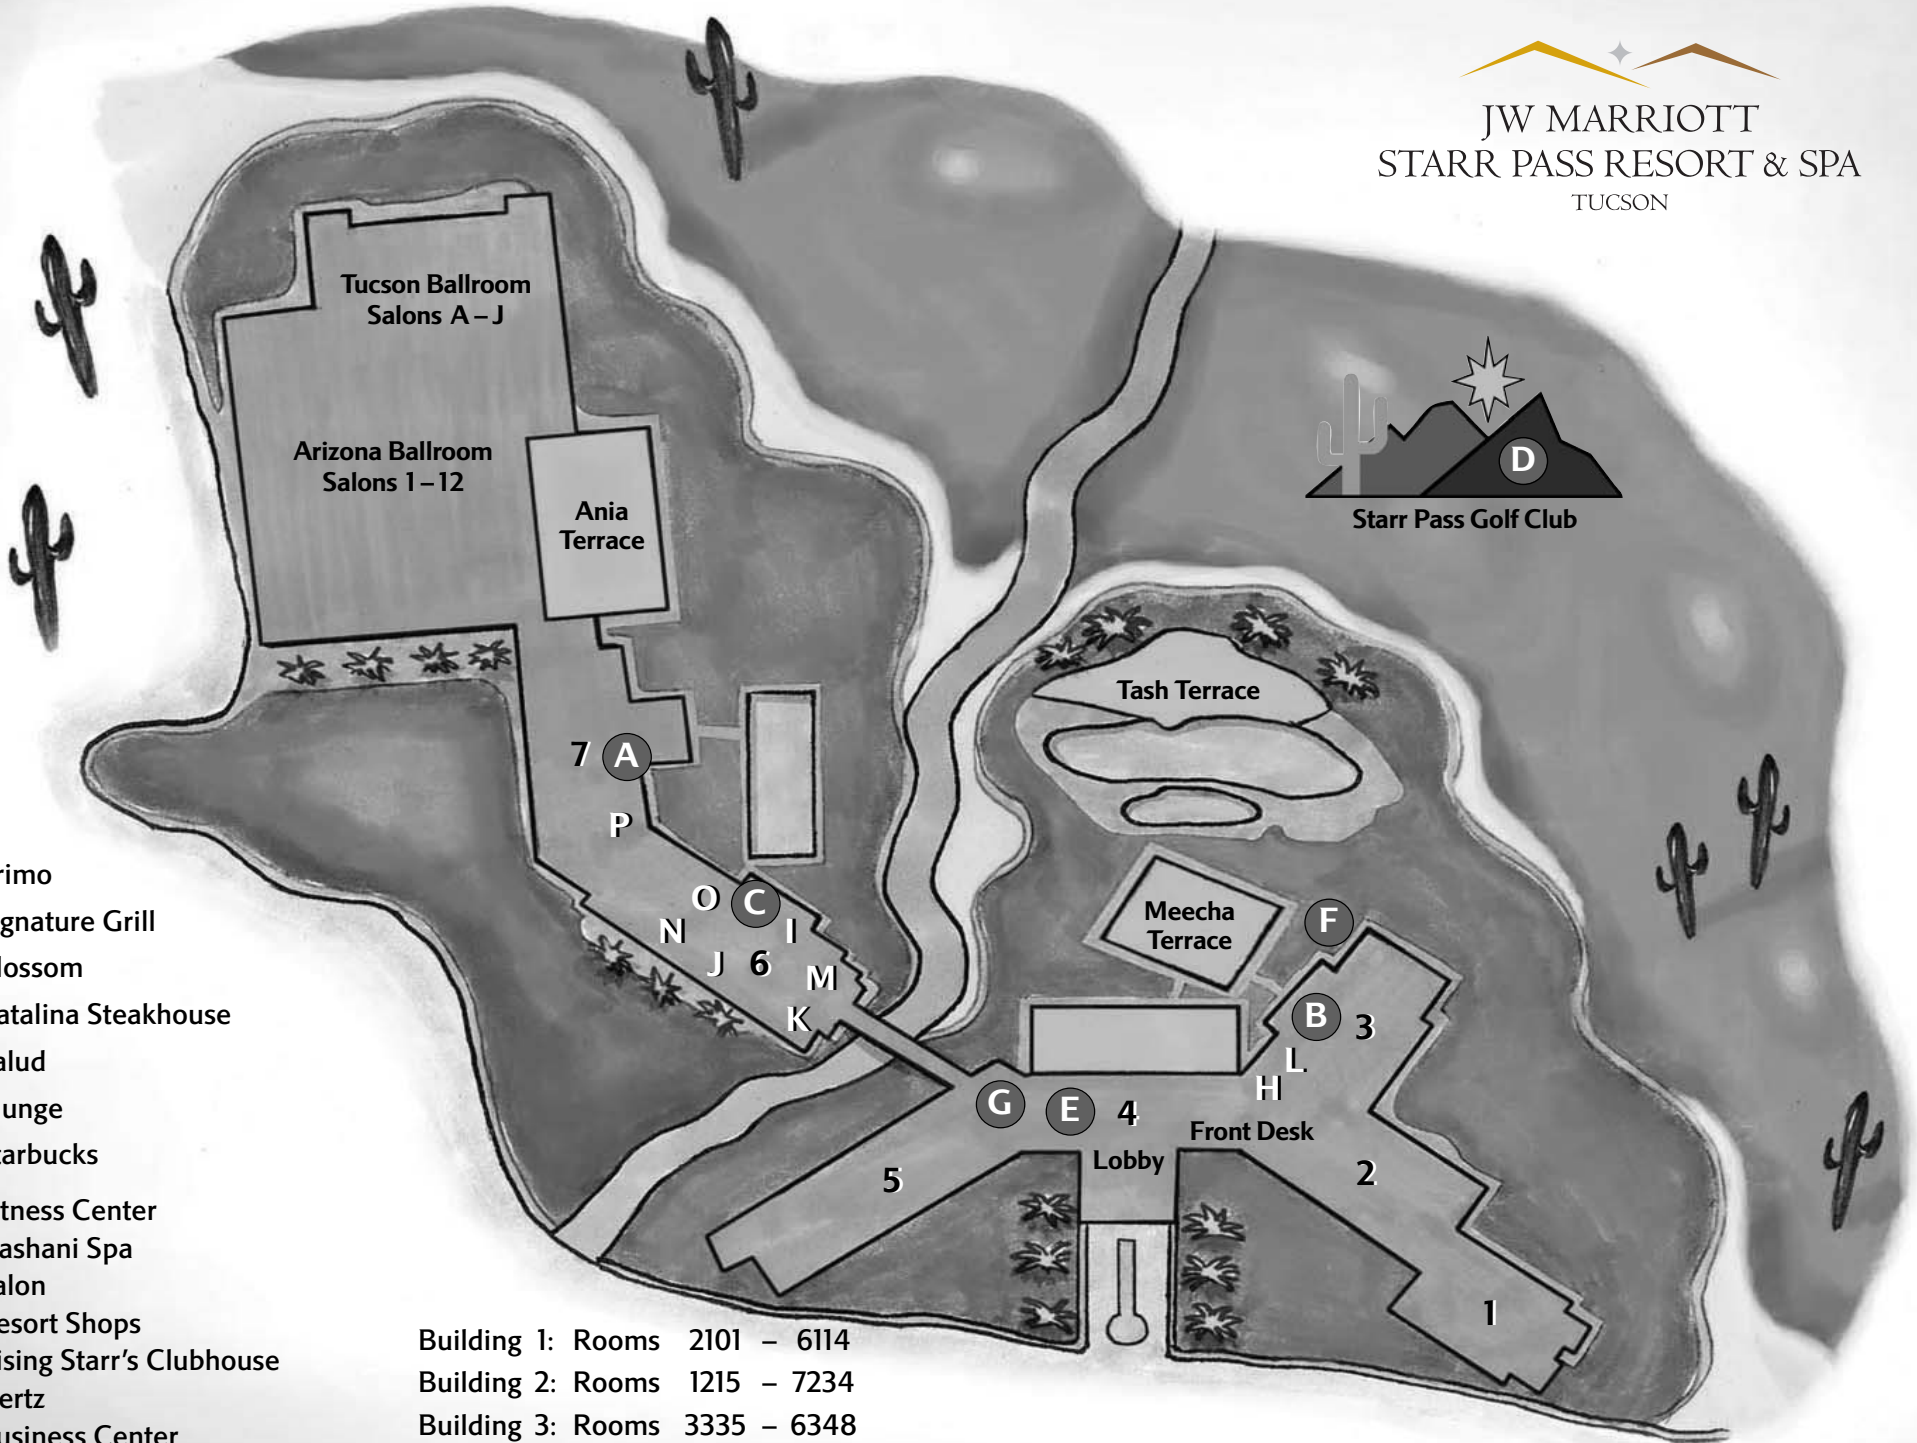 JW MARRIOTT
STARR PASS RESORT & SPA
TUCSON
Tucson Ballroom
Salons A – J
Arizona Ballroom
Salons 1 – 12
Ania
Terrace
D
Starr Pass Golf Club
Tash Terrace
7 A
P
O C
N I
J 6
M
K
Meecha
Terrace
F
B 3
L
H
G E 4
Front Desk
Lobby
5
2
1
rimo
gnature Grill
lossom
atalina Steakhouse
alud
unge
tarbucks
tness Center
ashani Spa
alon
esort Shops
ising Starr's Clubhouse
ertz
usiness Center
Building 1: Rooms 2101 – 6114
Building 2: Rooms 1215 – 7234
Building 3: Rooms 3335 – 6348